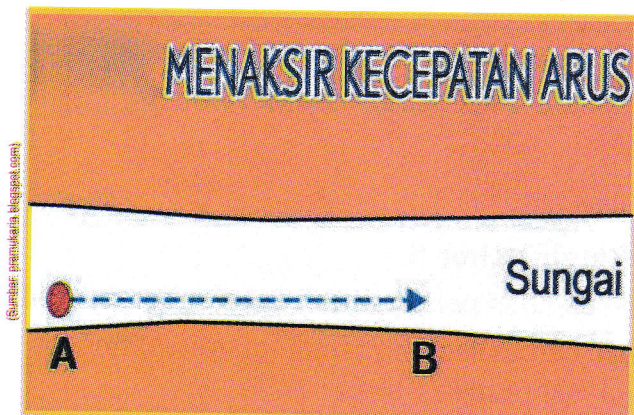 MENAKSIR KECEPATAN ARUS
(Sumber: pramukaria.blogspot.com)
Sungai
A
B